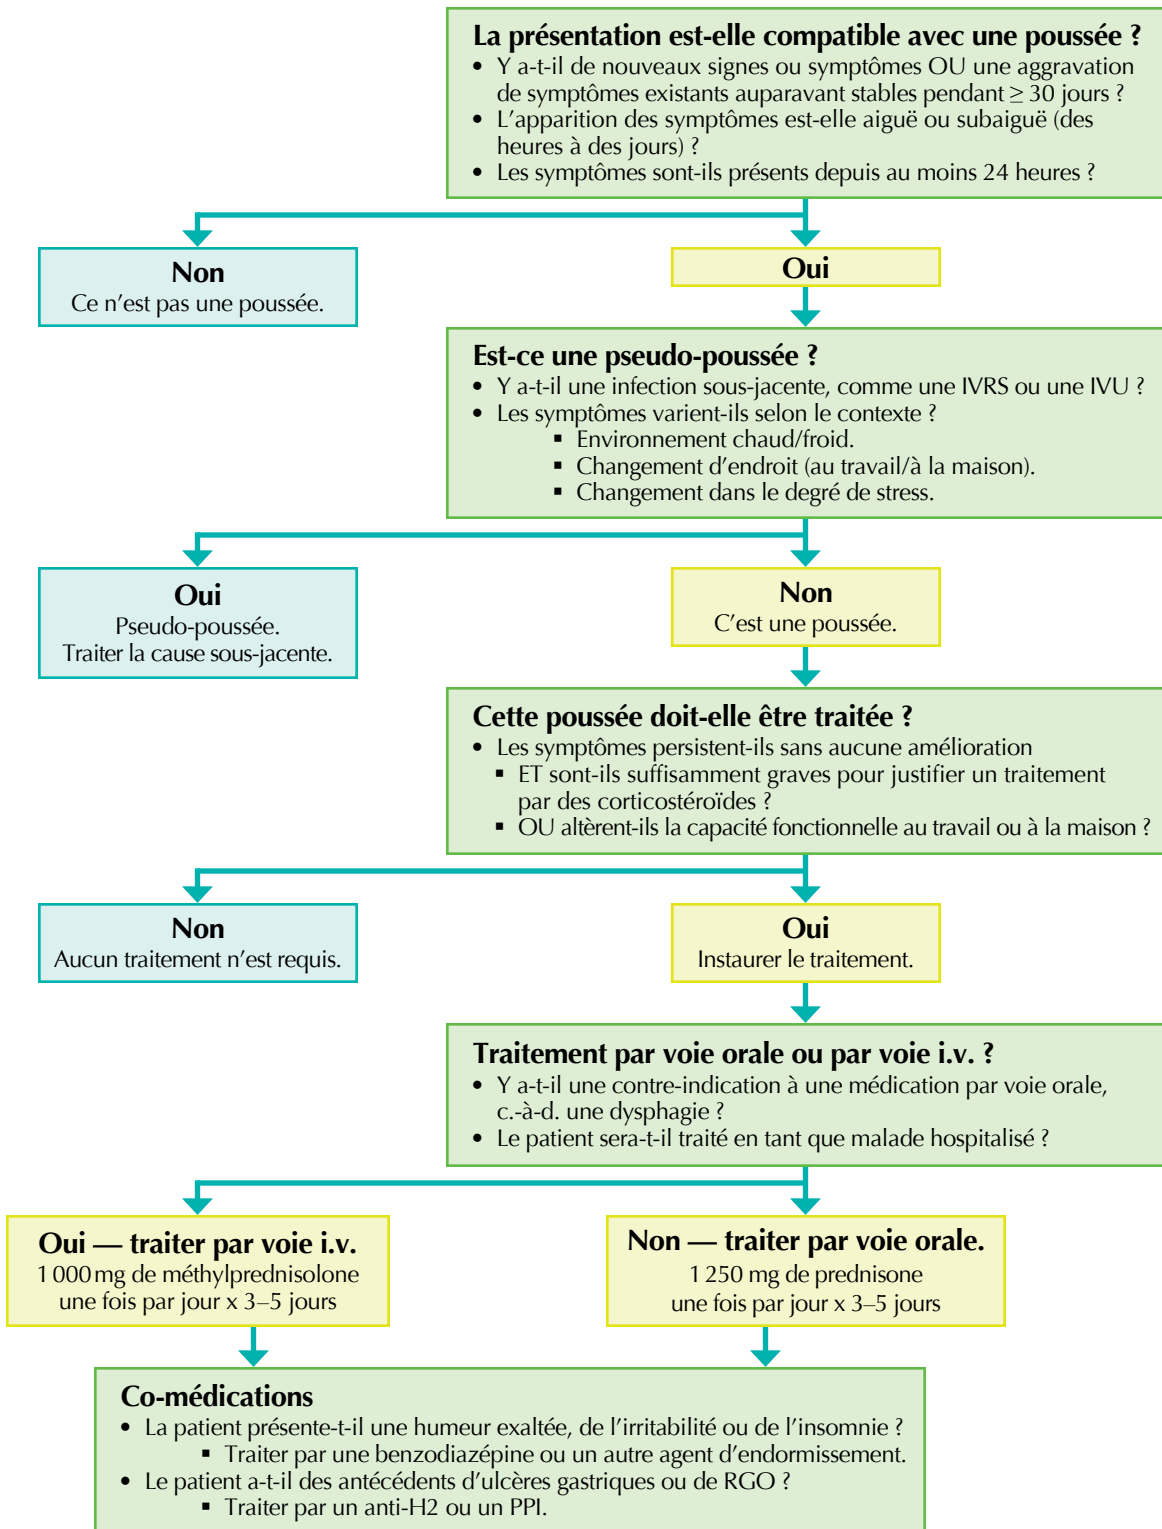 La présentation est-elle compatible avec une poussée ?
• Y a-t-il de nouveaux signes ou symptômes OU une aggravation
de symptômes existants auparavant stables pendant ≥ 30 jours ?
• L'apparition des symptômes est-elle aiguë ou subaiguë (des
heures à des jours) ?
• Les symptômes sont-ils présents depuis au moins 24 heures ?
Non
Ce n'est pas une poussée.
Oui
Est-ce une pseudo-poussée ?
• Y a-t-il une infection sous-jacente, comme une IVRS ou une IVU ?
• Les symptômes varient-ils selon le contexte ?
▪ Environnement chaud/froid.
▪ Changement d'endroit (au travail/à la maison).
▪ Changement dans le degré de stress.
Oui
Pseudo-poussée.
Traiter la cause sous-jacente.
Non
C'est une poussée.
Cette poussée doit-elle être traitée ?
• Les symptômes persistent-ils sans aucune amélioration
▪ ET sont-ils suffisamment graves pour justifier un traitement
par des corticostéroïdes ?
▪ OU altèrent-ils la capacité fonctionnelle au travail ou à la maison ?
Non
Aucun traitement n'est requis.
Oui
Instaurer le traitement.
Traitement par voie orale ou par voie i.v. ?
• Y a-t-il une contre-indication à une médication par voie orale,
c.-à-d. une dysphagie ?
• Le patient sera-t-il traité en tant que malade hospitalisé ?
Oui — traiter par voie i.v.
1 000 mg de méthylprednisolone
une fois par jour x 3–5 jours
Non — traiter par voie orale.
1 250 mg de prednisone
une fois par jour x 3–5 jours
Co-médications
• La patient présente-t-il une humeur exaltée, de l'irritabilité ou de l'insomnie ?
▪ Traiter par une benzodiazépine ou un autre agent d'endormissement.
• Le patient a-t-il des antécédents d'ulcères gastriques ou de RGO ?
▪ Traiter par un anti-H2 ou un PPI.